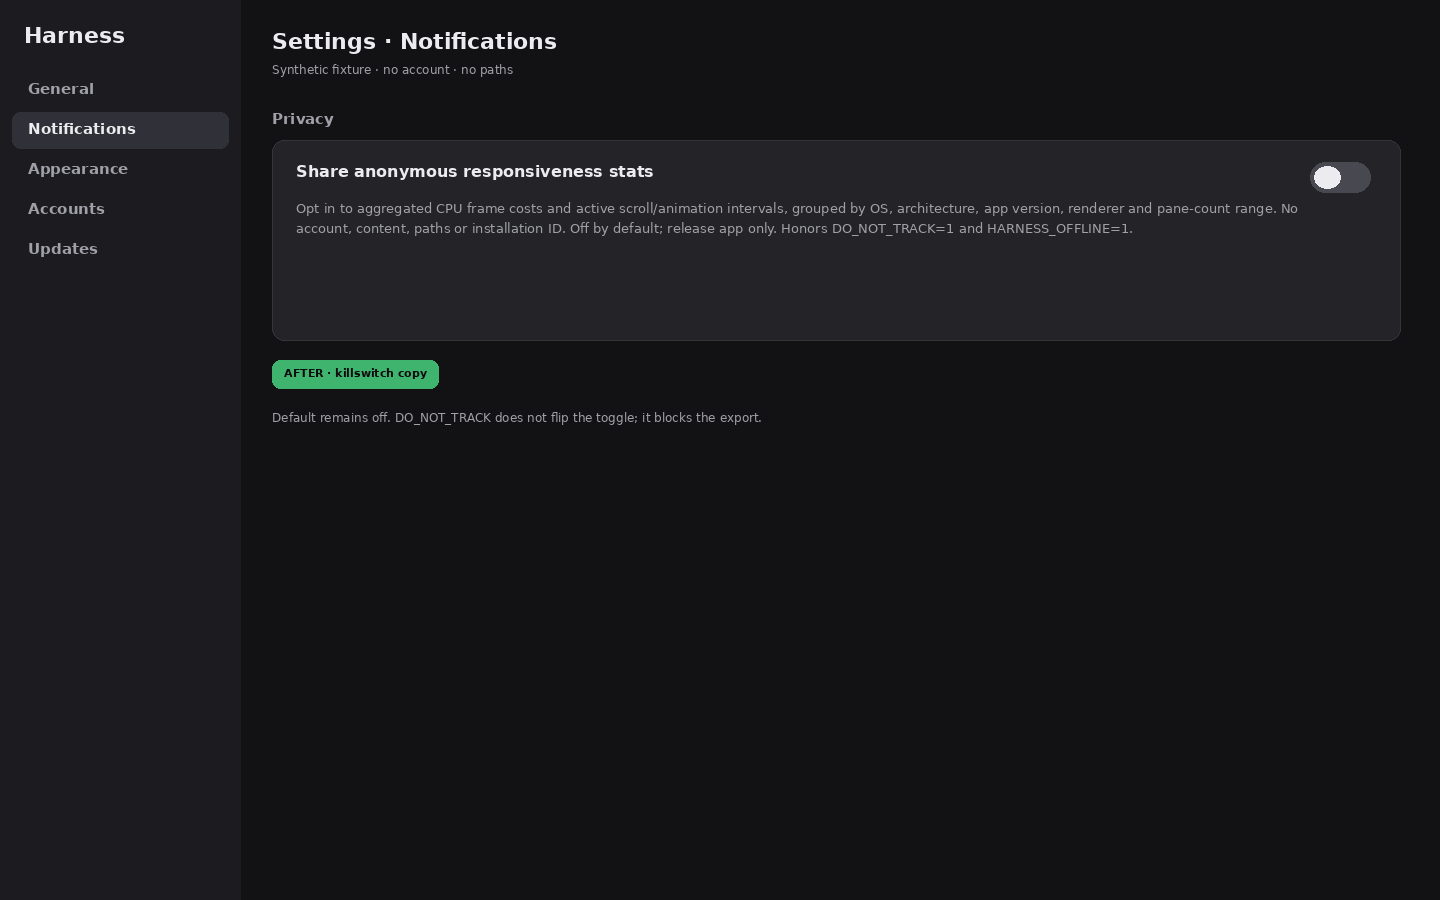 Harness
General
Notifications
Appearance
Accounts
Updates
Settings · Notifications
Synthetic fixture · no account · no paths
Privacy
Share anonymous responsiveness stats
Opt in to aggregated CPU frame costs and active scroll/animation intervals, grouped by OS, architecture, app version, renderer and pane-count range. No
account, content, paths or installation ID. Off by default; release app only. Honors DO_NOT_TRACK=1 and HARNESS_OFFLINE=1.
AFTER · killswitch copy
Default remains off. DO_NOT_TRACK does not flip the toggle; it blocks the export.